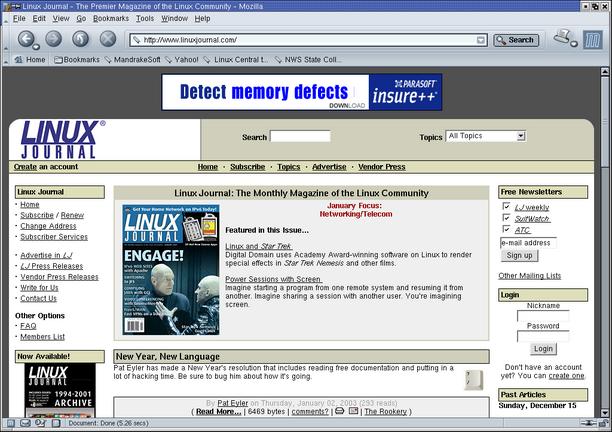 Linux Journal - The Premier Magazine of the Linux Community - Mozilla
File Edit View Go Bookmarks Tools Window Help
http://www.linuxjournal.com/ Search
Home Bookmarks MandrakeSoft Yahoo! Linux Central t... NWS State Coll...
Detect memory defects DOWNLOAD PARASOFT insure++
LINUX JOURNAL
Search Topics All Topics
Create an account Home · Subscribe · Topics · Advertise · Vendor Press
Linux Journal
· Home
· Subscribe / Renew
· Change Address
· Subscriber Services
· Advertise in LJ
· LJ Press Releases
· Vendor Press Releases
· Write for Us
· Contact Us
Other Options
· FAQ
· Members List
Now Available!
LINUX JOURNAL
1994-2001
ARCHIVE
Linux Journal: The Monthly Magazine of the Linux Community
Get Your Home Network on IPv6 Today!
LINUX JOURNAL
ENGAGE!
January Focus:
Networking/Telecom
Featured in this Issue...
Linux and Star Trek
Digital Domain uses Academy Award-winning software on Linux to render
special effects in Star Trek Nemesis and other films.
Power Sessions with Screen
Imagine starting a program from one remote system and resuming it from
another. Imagine sharing a session with another user. You're imagining
screen.
New Year, New Language
Pat Eyler has made a New Year's resolution that includes reading free documentation and putting in a
lot of hacking time. Be sure to bug him about how it's going.
By Pat Eyler on Thursday, January 02, 2003 (293 reads)
( Read More... | 6469 bytes | comments? | | The Rookery )
Free Newsletters
LJ weekly
SuitWatch
ATC
e-mail address
Sign up
Other Mailing Lists
Login
Nickname
Password
Login
Don't have an
account yet? You can create one.
Past Articles
Sunday, December 15
Document: Done (5.26 secs)